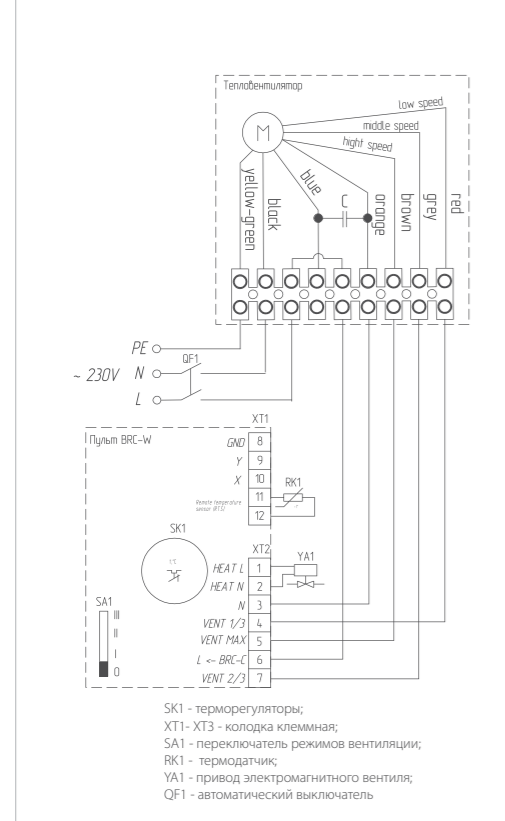 Тепловентилятор
low speed
middle speed
hight speed
M
yellow-green
black
blue
C
orange
brown
grey
red
PE
QF1
~ 230V N
L
XT1
Пульт BRC-W
GND 8
Y 9
X 10
RK1
Remote temperature
11
12
SK1
t°C
XT2
YA1
HEAT L 1
HEAT N 2
SA1
III
N 3
VENT 1/3 4
II
VENT MAX 5
I
L <- BRC-C 6
0
VENT 2/3 7
SK1 - терморегуляторы;
XT1- XT3 - колодка клеммная;
SA1 - переключатель режимов вентиляции;
RK1 - термодатчик;
YA1 - привод электромагнитного вентиля;
QF1 - автоматический выключатель